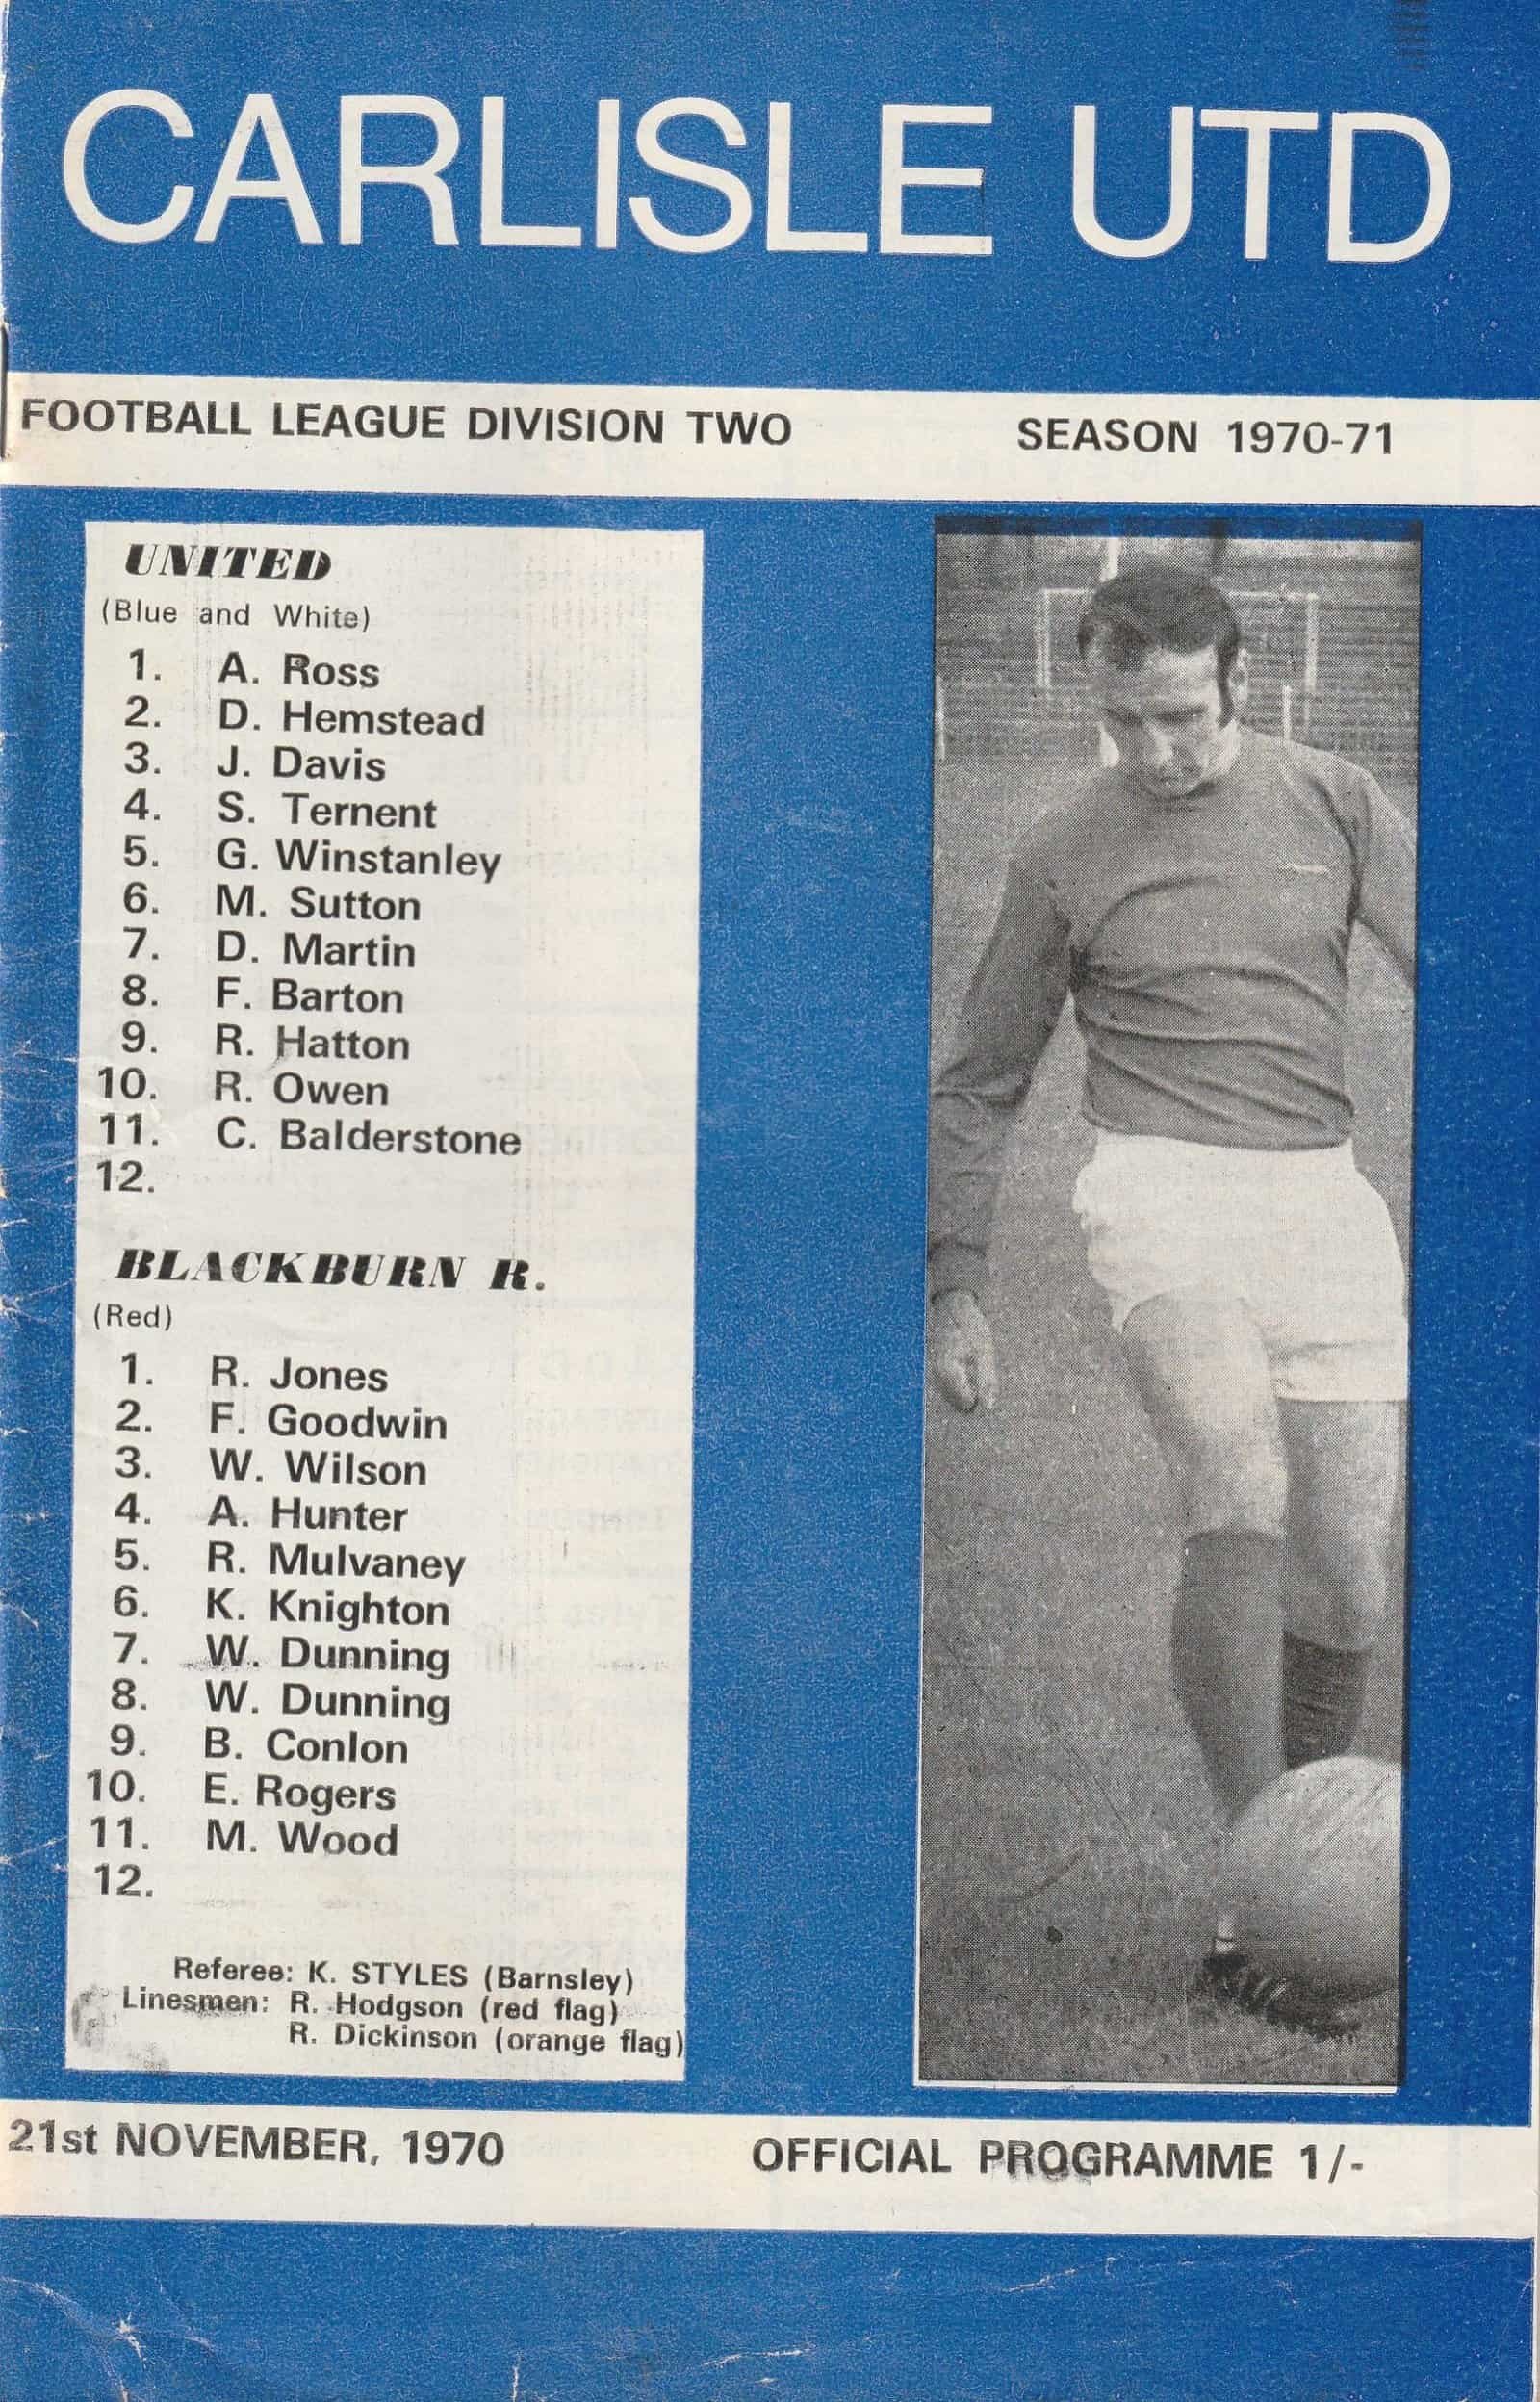 CARLISLE UTD
FOOTBALL LEAGUE DIVISION TWO SEASON 1970-71
UNITED
(Blue and White)
1. A. Ross
2. D. Hemstead
3. J. Davis
4. S. Ternent
5. G. Winstanley
6. M. Sutton
7. D. Martin
8. F. Barton
9. R. Hatton
10. R. Owen
11. C. Balderstone
12.
BLACKBURN R.
(Red)
1. R. Jones
2. F. Goodwin
3. W. Wilson
4. A. Hunter
5. R. Mulvaney
6. K. Knighton
7. W. Dunning
8. W. Dunning
9. B. Conlon
10. E. Rogers
11. M. Wood
12.
Referee: K. STYLES (Barnsley)
Linesmen: R. Hodgson (red flag)
R. Dickinson (orange flag)
21st NOVEMBER, 1970 OFFICIAL PROGRAMME 1/-